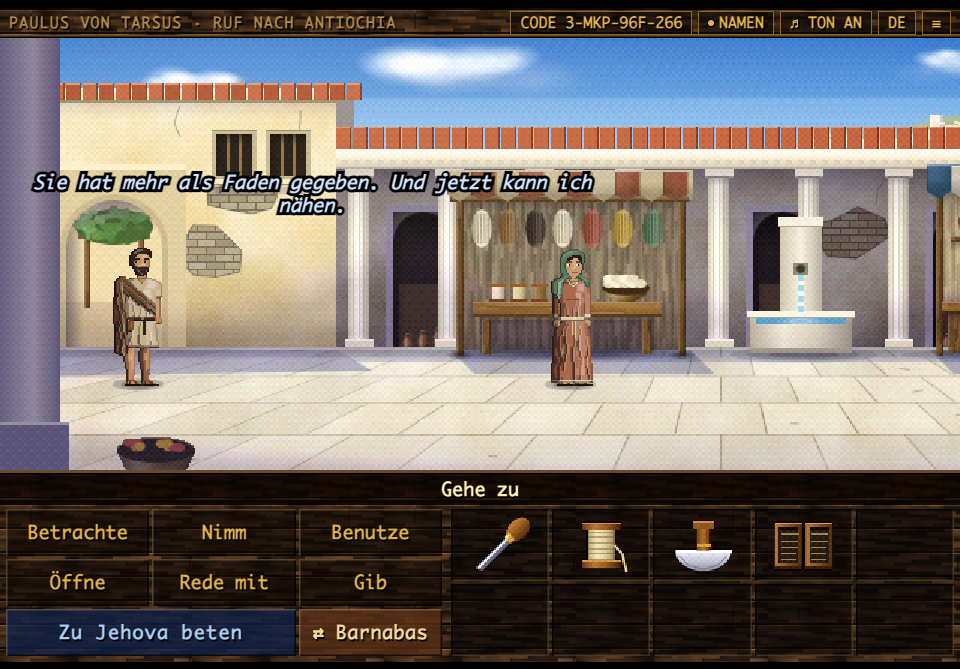 PAULUS VON TARSUS · RUF NACH ANTIOCHIA
CODE 3-MKP-96F-266
• NAMEN
♬ TON AN
DE
≡
Sie hat mehr als Faden gegeben. Und jetzt kann ich
nähen.
Gehe zu
Betrachte
Nimm
Benutze
Öffne
Rede mit
Gib
Zu Jehova beten
⇄ Barnabas